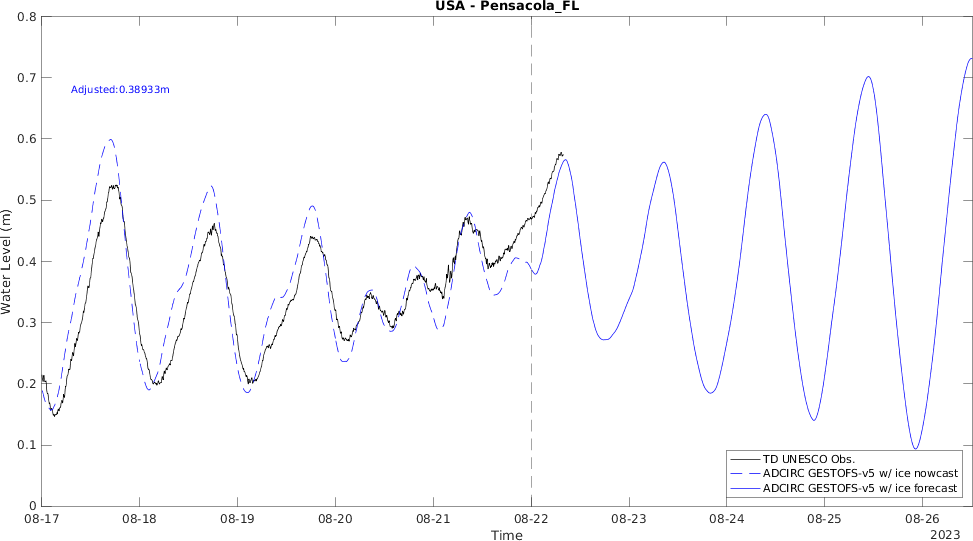 USA - Pensacola_FL
0.8
0.7
0.6
0.5
0.4
0.3
0.2
0.1
0
Water Level (m)
Adjusted:0.38933m
TD UNESCO Obs.
ADCIRC GESTOFS-v5 w/ ice nowcast
ADCIRC GESTOFS-v5 w/ ice forecast
08-17 08-18 08-19 08-20 08-21 08-22 08-23 08-24 08-25 08-26
Time
2023